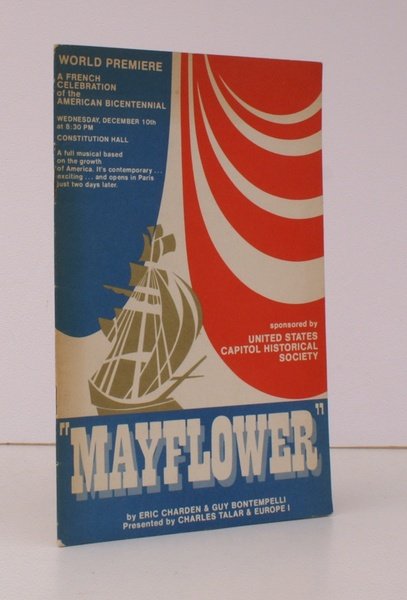 WORLD PREMIERE
A FRENCH
CELEBRATION
of the
AMERICAN BICENTENNIAL
WEDNESDAY, DECEMBER 10th
at 8:30 PM
CONSTITUTION HALL
A full musical based
on the growth
of America. It's contemporary ...
exciting ... and opens in Paris
just two days later.
sponsored by
UNITED STATES
CAPITOL HISTORICAL
SOCIETY
"MAYFLOWER"
by ERIC CHARDEN & GUY BONTEMPELLI
Presented by CHARLES TALAR & EUROPE I